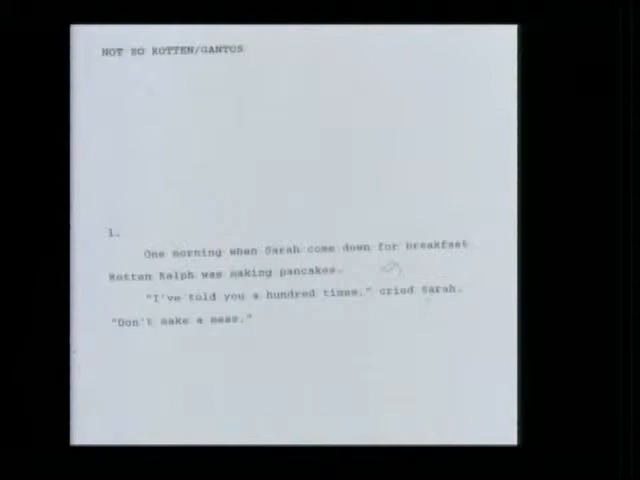 NOT SO ROTTEN/GANTOS
1.
One morning when Sarah come down for breakfast
Rotten Ralph was making pancakes.
"I've told you a hundred times," cried Sarah.
"Don't make a mess."